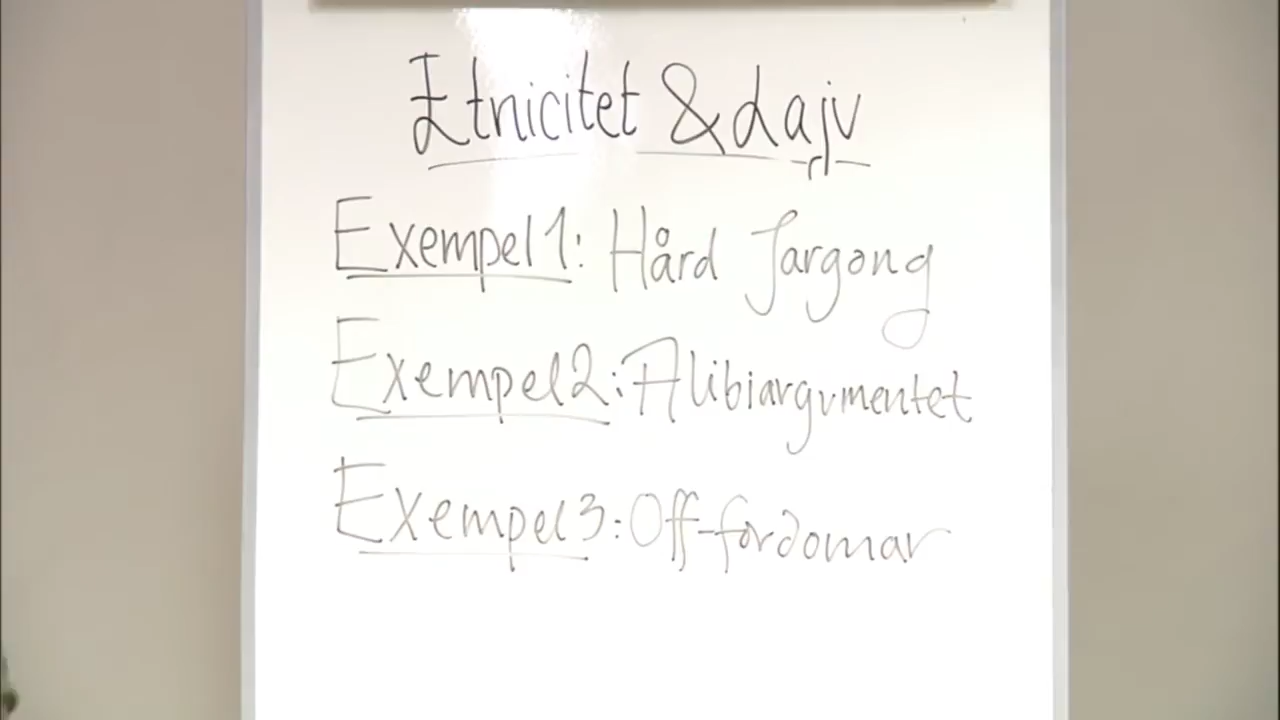 Etnicitet & dajv
Exempel 1: Hård Jargong
Exempel 2: Alibiargumentet
Exempel 3: Off-fördomar